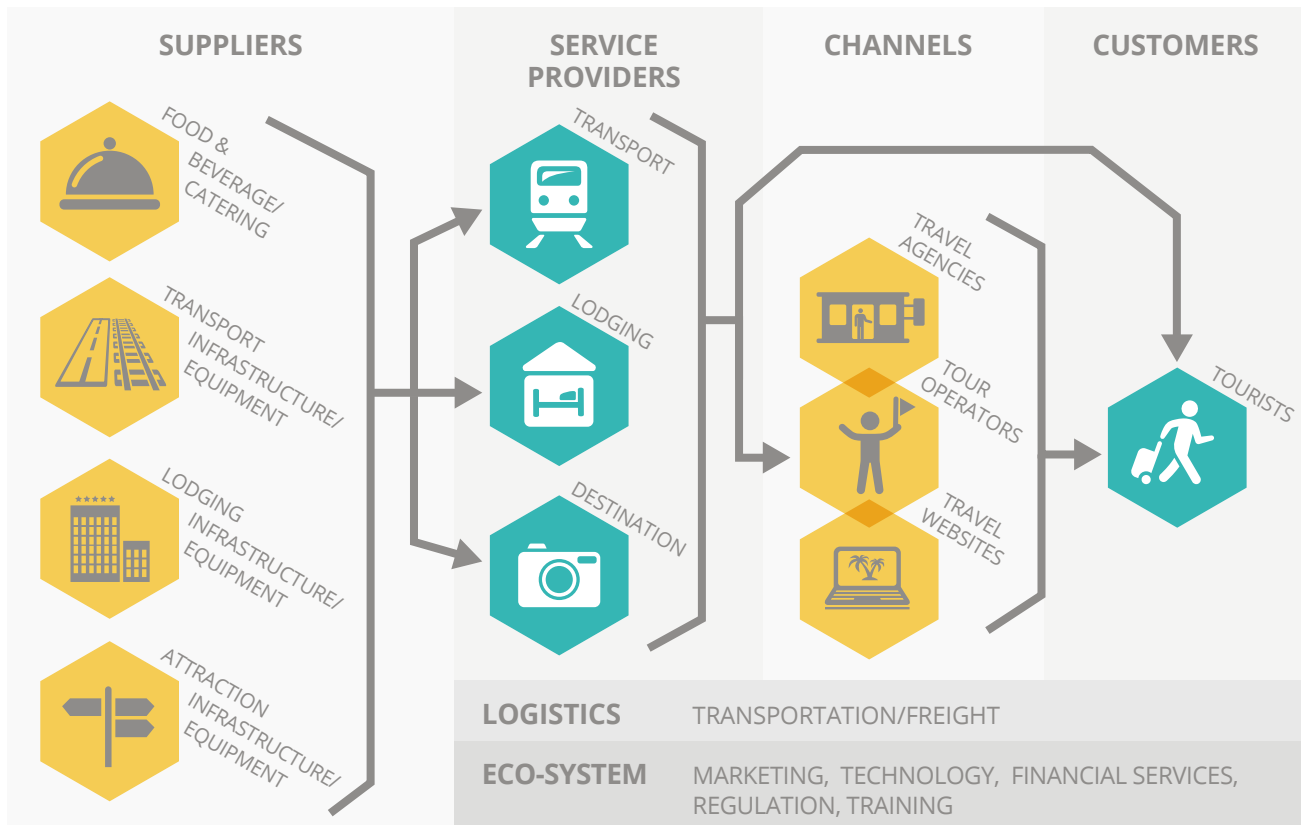 SUPPLIERS
SERVICE
PROVIDERS
CHANNELS
CUSTOMERS
FOOD &
BEVERAGE/
CATERING
TRANSPORT
INFRASTRUCTURE/
EQUIPMENT
LODGING
INFRASTRUCTURE/
EQUIPMENT
ATTRACTION
INFRASTRUCTURE/
EQUIPMENT
TRANSPORT
LODGING
DESTINATION
TRAVEL
AGENCIES
TOUR
OPERATORS
TRAVEL
WEBSITES
TOURISTS
LOGISTICS TRANSPORTATION/FREIGHT
ECO-SYSTEM MARKETING, TECHNOLOGY, FINANCIAL SERVICES,
REGULATION, TRAINING